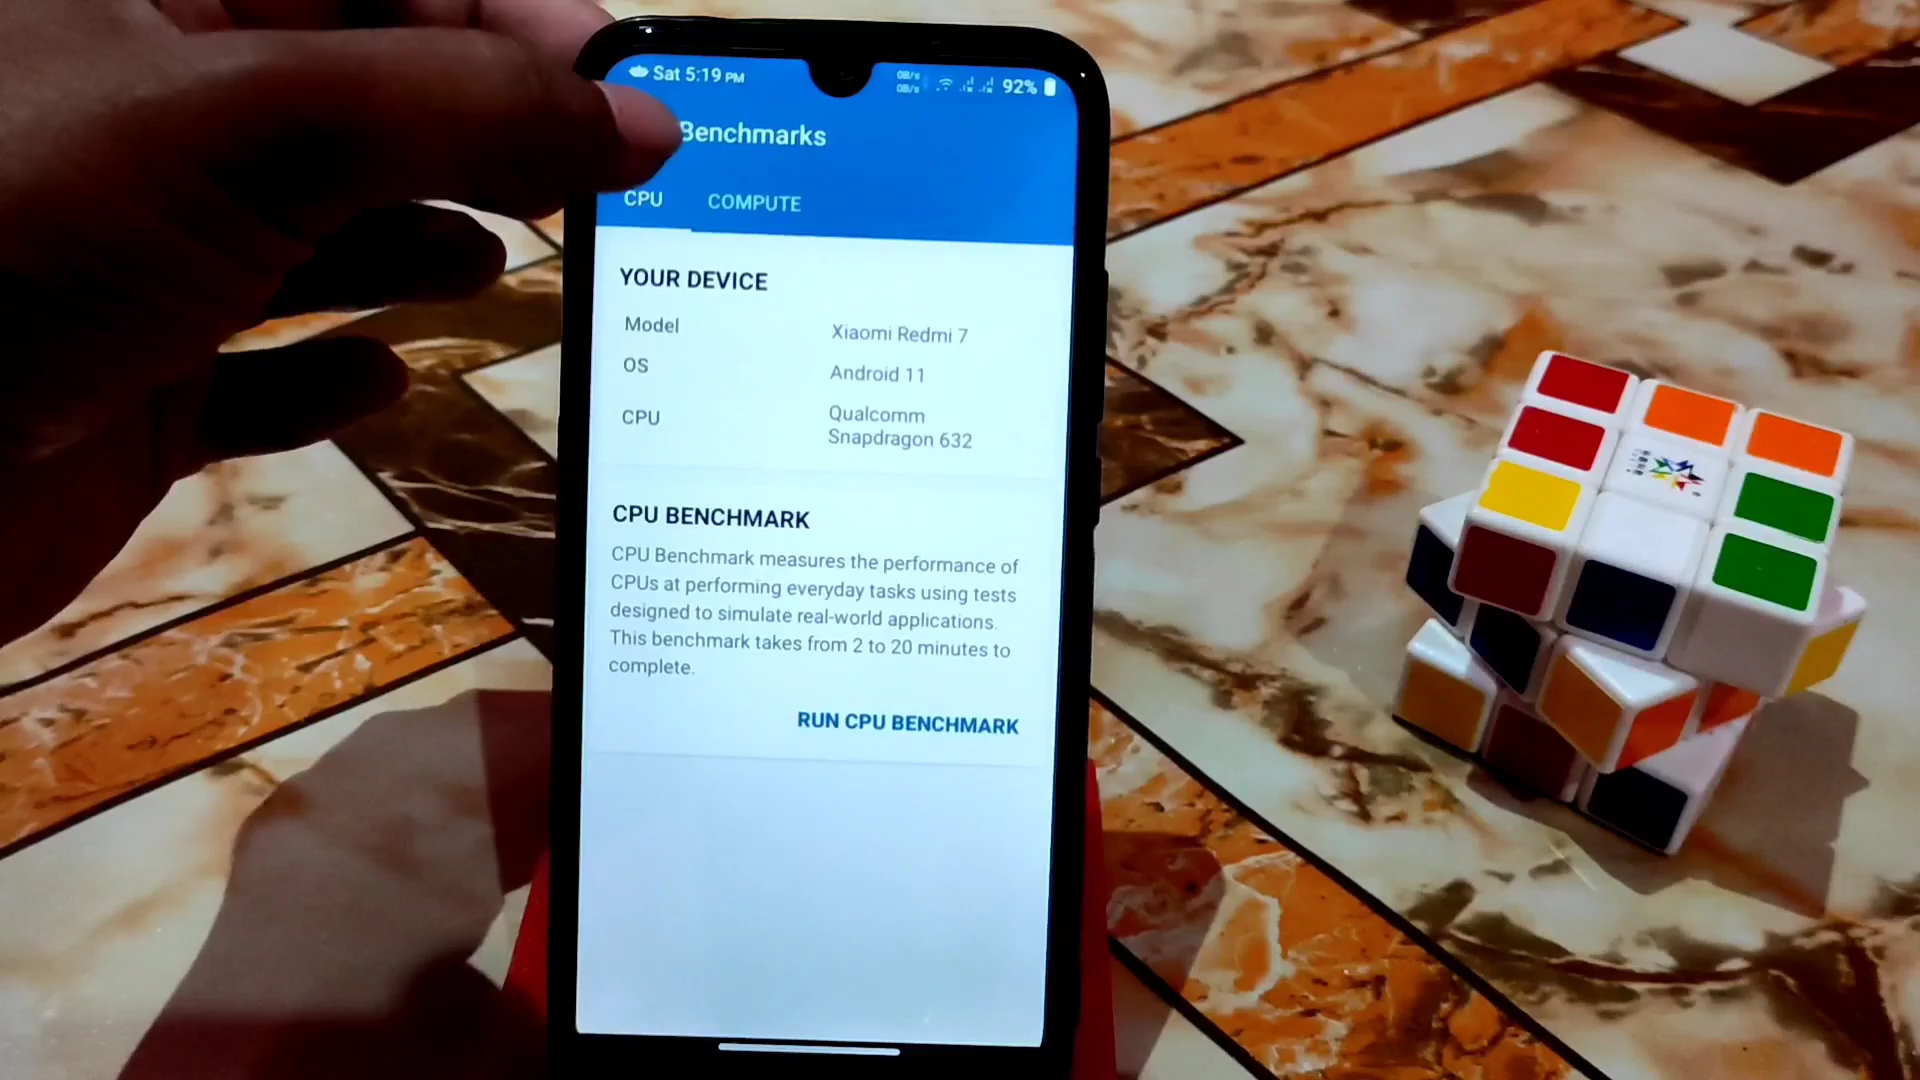 Sat 5:19 PM
0B/s
0B/s
92%
Benchmarks
CPU
COMPUTE
YOUR DEVICE
Model
Xiaomi Redmi 7
OS
Android 11
CPU
Qualcomm
Snapdragon 632
CPU BENCHMARK
CPU Benchmark measures the performance of
CPUs at performing everyday tasks using tests
designed to simulate real-world applications.
This benchmark takes from 2 to 20 minutes to
complete.
RUN CPU BENCHMARK